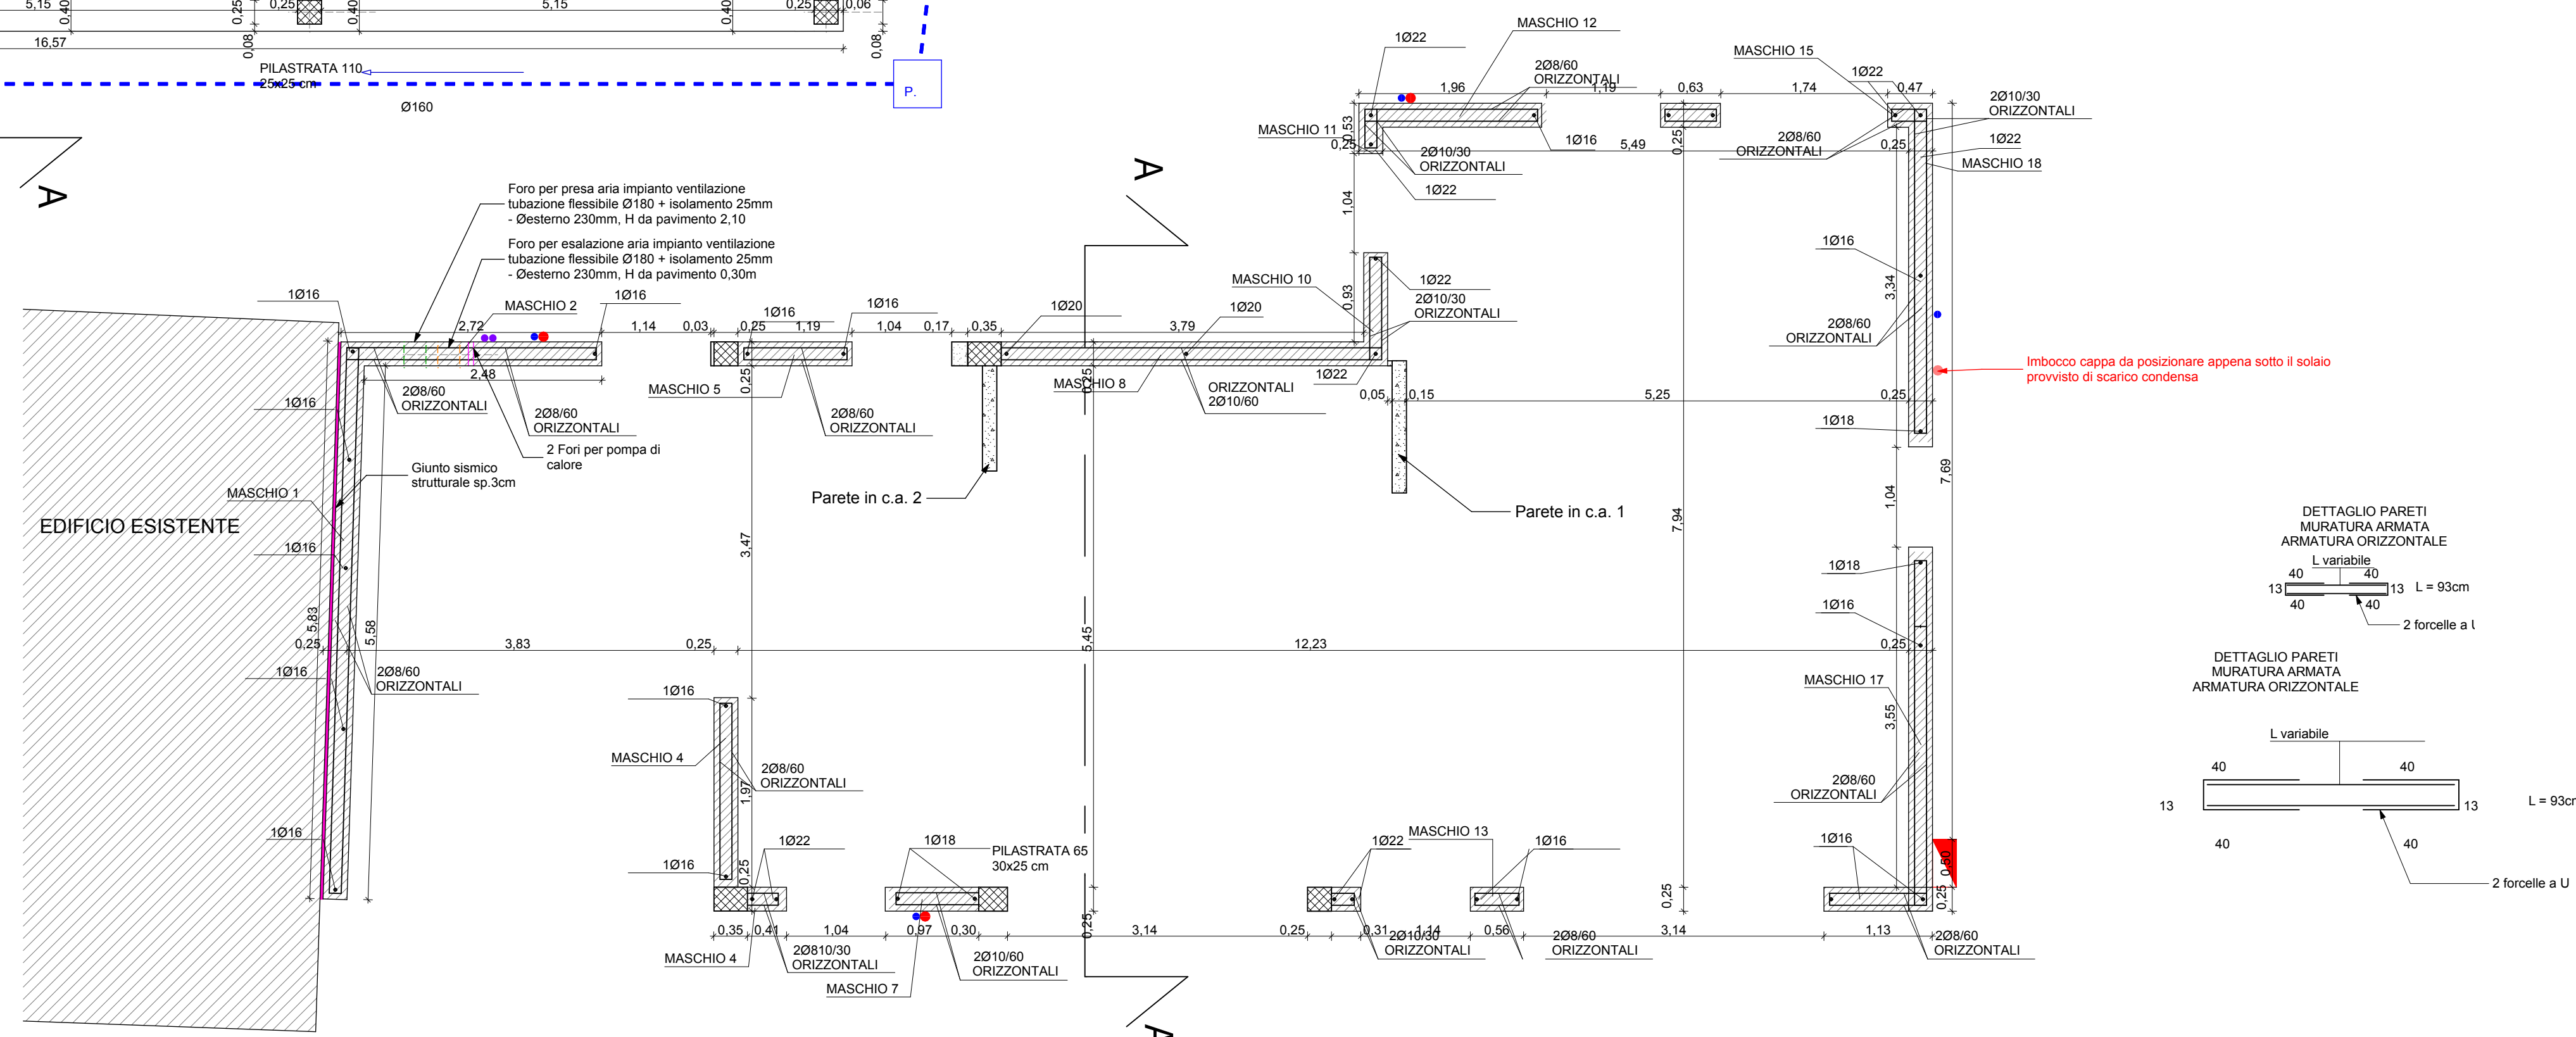 5,15
0,40
0,25
0,08
0,25
0,40
5,15
0,40
0,25
0,06
0,08
16,57
PILASTRATA 110
25x25 cm
Ø160
P.
A
A
A
Foro per presa aria impianto ventilazione
tubazione flessibile Ø180 + isolamento 25mm
- Øesterno 230mm, H da pavimento 2,10
Foro per esalazione aria impianto ventilazione
tubazione flessibile Ø180 + isolamento 25mm
- Øesterno 230mm, H da pavimento 0,30m
1Ø16
MASCHIO 2
1Ø16
2,72
1,14
0,03
0,25
1Ø16
1,19
1Ø16
1,04
0,17
0,35
1Ø20
1Ø20
3,79
2,48
2Ø8/60
ORIZZONTALI
2Ø8/60
ORIZZONTALI
2 Fori per pompa di
calore
1Ø16
Giunto sismico
strutturale sp.3cm
MASCHIO 1
EDIFICIO ESISTENTE
1Ø16
5,83
5,58
0,25
3,83
0,25
1Ø16
2Ø8/60
ORIZZONTALI
1Ø16
MASCHIO 5
0,25
2Ø8/60
ORIZZONTALI
3,47
Parete in c.a. 2
MASCHIO 8
0,25
ORIZZONTALI
2Ø10/60
1Ø22
0,05
0,15
5,25
0,25
Parete in c.a. 1
5,45
12,23
0,25
1Ø16
MASCHIO 4
2Ø8/60
ORIZZONTALI
1,97
1Ø16
0,25
1Ø22
1Ø18
PILASTRATA 65
30x25 cm
0,35
0,41
1,04
0,97
0,30
0,25
3,14
0,25
0,31
1,14
0,56
3,14
1,13
MASCHIO 4
2Ø810/30
ORIZZONTALI
MASCHIO 7
2Ø10/60
ORIZZONTALI
1Ø22
MASCHIO 13
1Ø16
2Ø10/30
ORIZZONTALI
2Ø8/60
ORIZZONTALI
0,25
1Ø16
2Ø8/60
ORIZZONTALI
0,50
0,25
MASCHIO 12
1Ø22
2Ø8/60
ORIZZONTALI
1,96
1,19
0,63
1,74
0,47
MASCHIO 15
1Ø22
2Ø10/30
ORIZZONTALI
MASCHIO 11
0,53
0,25
2Ø10/30
ORIZZONTALI
1Ø16
5,49
0,25
2Ø8/60
ORIZZONTALI
0,25
1Ø22
MASCHIO 18
1Ø22
1,04
MASCHIO 10
0,93
1Ø22
2Ø10/30
ORIZZONTALI
1Ø16
3,34
2Ø8/60
ORIZZONTALI
Imbocco cappa da posizionare appena sotto il solaio
provvisto di scarico condensa
1Ø18
7,69
1,04
7,94
1Ø18
1Ø16
MASCHIO 17
3,55
2Ø8/60
ORIZZONTALI
DETTAGLIO PARETI
MURATURA ARMATA
ARMATURA ORIZZONTALE
L variabile
40 40
13 13 L = 93cm
40 40
2 forcelle a U
DETTAGLIO PARETI
MURATURA ARMATA
ARMATURA ORIZZONTALE
L variabile
40 40
13 13 L = 93cm
40 40
2 forcelle a U
A